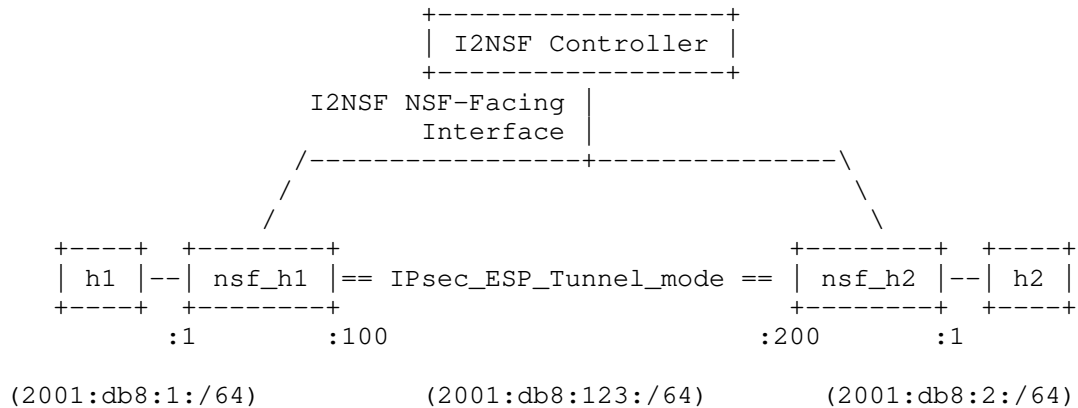 I2NSF Controller
I2NSF NSF-Facing
Interface
h1 nsf_h1 == IPsec_ESP_Tunnel_mode == nsf_h2 h2
:1 :100 :200 :1
(2001:db8:1:/64) (2001:db8:123:/64) (2001:db8:2:/64)